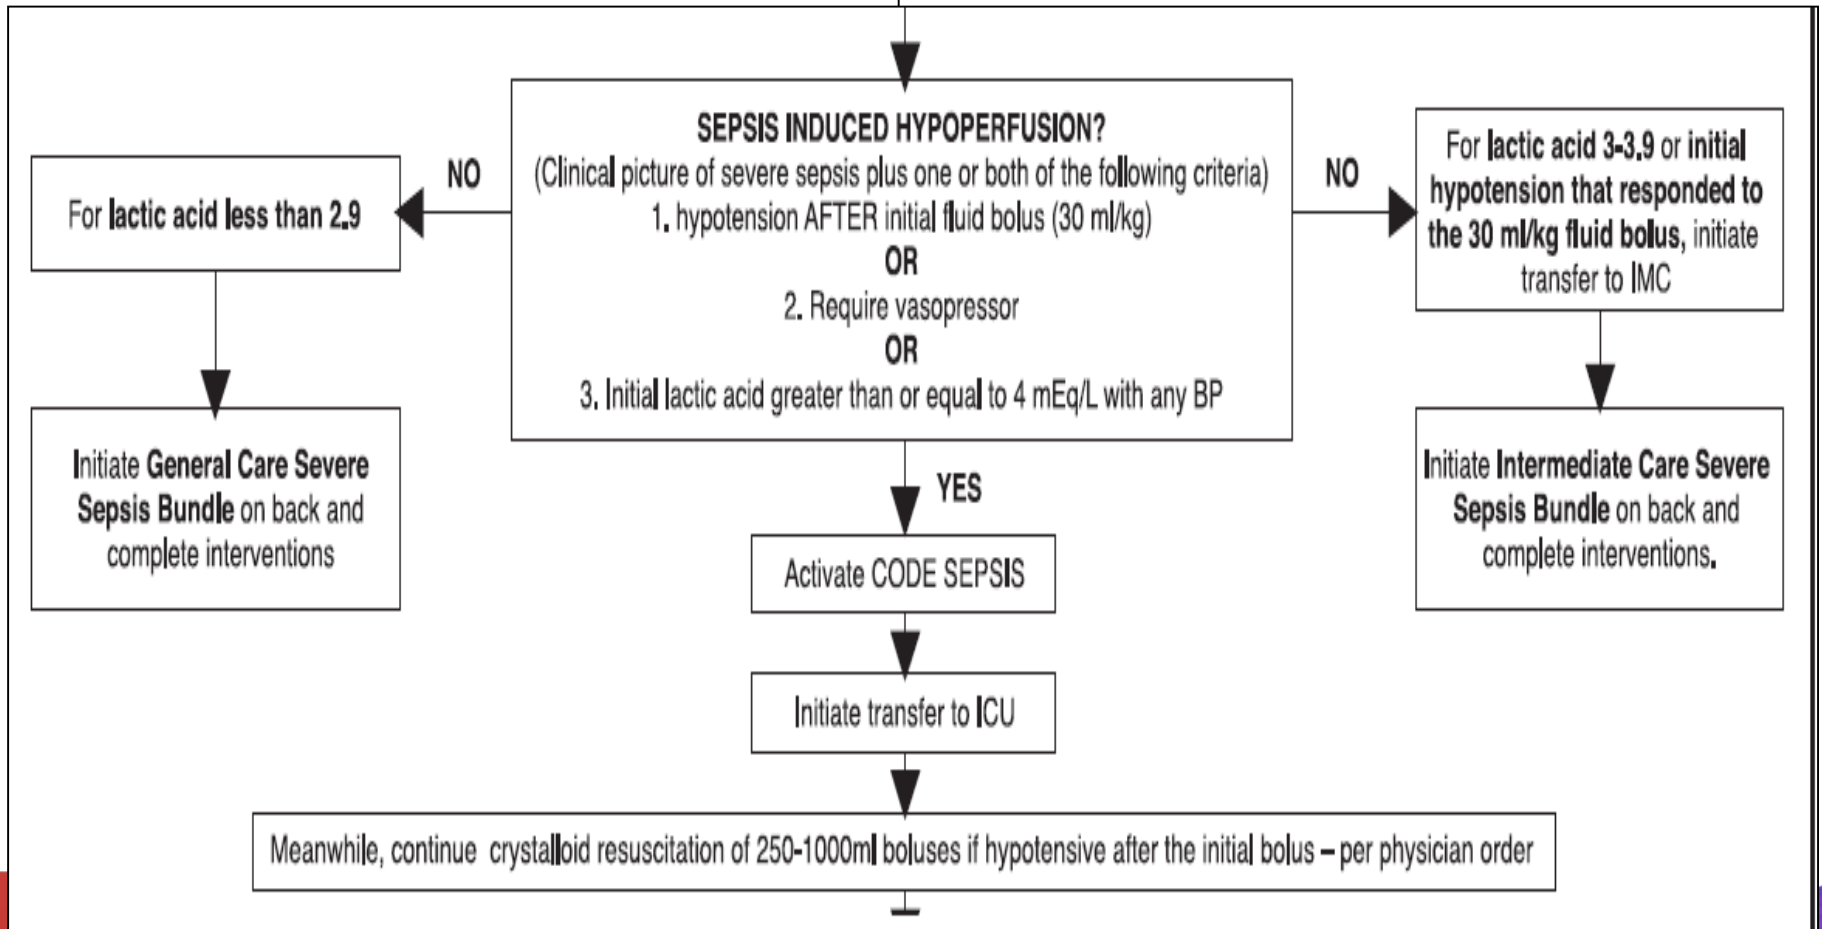 SEPSIS INDUCED HYPOPERFUSION?
(Clinical picture of severe sepsis plus one or both of the following criteria)
1. hypotension AFTER initial fluid bolus (30 ml/kg)
OR
2. Require vasopressor
OR
3. Initial lactic acid greater than or equal to 4 mEq/L with any BP
NO
For lactic acid less than 2.9
Initiate General Care Severe
Sepsis Bundle on back and
complete interventions
NO
For lactic acid 3-3.9 or initial
hypotension that responded to
the 30 ml/kg fluid bolus, initiate
transfer to IMC
Initiate Intermediate Care Severe
Sepsis Bundle on back and
complete interventions.
YES
Activate CODE SEPSIS
Initiate transfer to ICU
Meanwhile, continue crystalloid resuscitation of 250-1000ml boluses if hypotensive after the initial bolus – per physician order